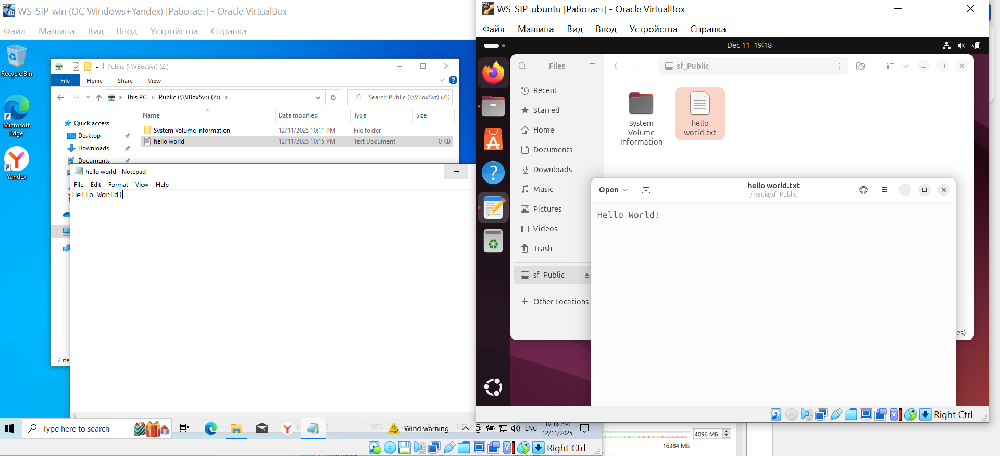 WS_SIP_win (ОС Windows+Yandex) [Работает] - Oracle VirtualBox
Файл Машина Вид Ввод Устройства Справка
Recycle Bin
Microsoft
Edge
Yandex
Public (\\VBoxSvr) (Z:)
File Home Share View
This PC › Public (\\VBoxSvr) (Z:) ›
Search Public (\\VBoxSvr) (Z:)
Name Date modified Type Size
Quick access
Desktop
Downloads
Documents
System Volume Information 12/11/2025 10:11 PM File folder
hello world 12/11/2025 10:15 PM Text Document 0 KB
2 ite
hello world - Notepad
File Edit Format View Help
Hello World!
100%
UTF-8
Type here to search
Wind warning
ENG
10:18 PM
12/11/2025
Right Ctrl
WS_SIP_ubuntu [Работает] - Oracle VirtualBox
Файл Машина Вид Ввод Устройства Справка
Dec 11 19:18
Files
sf_Public
Recent
Starred
Home
Documents
Downloads
Music
Pictures
Videos
Trash
sf_Public
Other Locations
System
Volume
Information
hello
world.txt
es)
Open
hello world.txt
/media/sf_Public
Hello World!
Right Ctrl
4096 МБ
16384 МБ